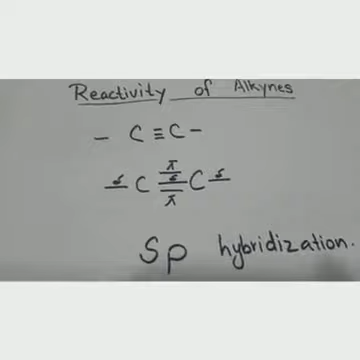 Reactivity of Alkynes
– C ≡ C –
σ C π σ π C σ
Sp hybridization.